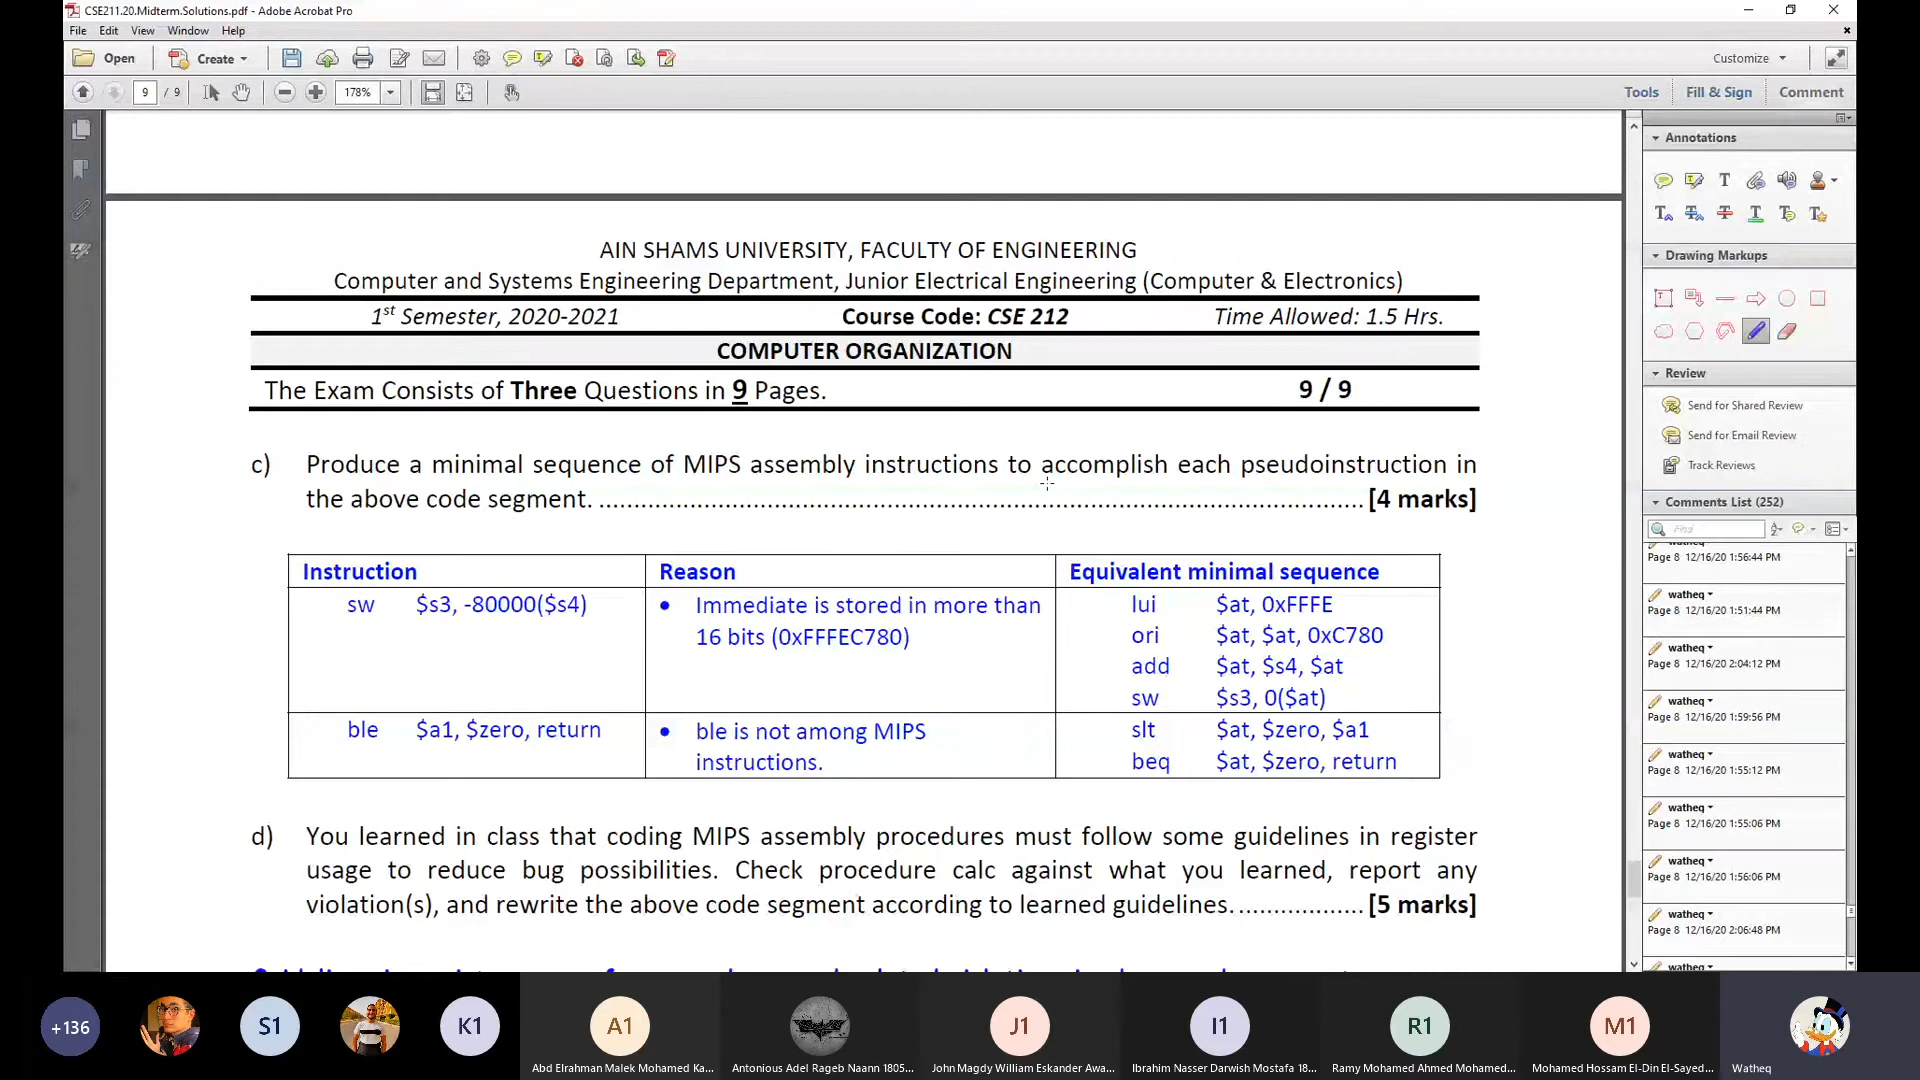 CSE211.20.Midterm.Solutions.pdf - Adobe Acrobat Pro
File Edit View Window Help
Open Create Customize
9 / 9 178% Tools Fill & Sign Comment
AIN SHAMS UNIVERSITY, FACULTY OF ENGINEERING
Computer and Systems Engineering Department, Junior Electrical Engineering (Computer & Electronics)
1st Semester, 2020-2021 Course Code: CSE 212 Time Allowed: 1.5 Hrs.
COMPUTER ORGANIZATION
The Exam Consists of Three Questions in 9 Pages. 9 / 9
c) Produce a minimal sequence of MIPS assembly instructions to accomplish each pseudoinstruction in
the above code segment. .......... [4 marks]
Instruction Reason Equivalent minimal sequence
sw $s3, -80000($s4) • Immediate is stored in more than lui $at, 0xFFFE
16 bits (0xFFFEC780) ori $at, $at, 0xC780
add $at, $s4, $at
sw $s3, 0($at)
ble $a1, $zero, return • ble is not among MIPS slt $at, $zero, $a1
instructions. beq $at, $zero, return
d) You learned in class that coding MIPS assembly procedures must follow some guidelines in register
usage to reduce bug possibilities. Check procedure calc against what you learned, report any
violation(s), and rewrite the above code segment according to learned guidelines. .......... [5 marks]
Annotations
Drawing Markups
Review
Send for Shared Review
Send for Email Review
Track Reviews
Comments List (252)
Find
Page 8 12/16/20 1:56:44 PM
watheq
Page 8 12/16/20 1:51:44 PM
watheq
Page 8 12/16/20 2:04:12 PM
watheq
Page 8 12/16/20 1:59:56 PM
watheq
Page 8 12/16/20 1:55:12 PM
watheq
Page 8 12/16/20 1:55:06 PM
watheq
Page 8 12/16/20 1:56:06 PM
watheq
Page 8 12/16/20 2:06:48 PM
watheq
+136 S1 K1 A1 J1 I1 R1 M1
Abd Elrahman Malek Mohamed Ka... Antonious Adel Rageb Naann 1805... John Magdy William Eskander Awa... Ibrahim Nasser Darwish Mostafa 18... Ramy Mohamed Ahmed Mohamed... Mohamed Hossam El-Din El-Sayed... Watheq